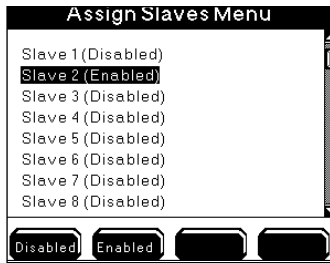 Assign Slaves Menu
Slave 1 (Disabled)
Slave 2 (Enabled)
Slave 3 (Disabled)
Slave 4 (Disabled)
Slave 5 (Disabled)
Slave 6 (Disabled)
Slave 7 (Disabled)
Slave 8 (Disabled)
Disabled Enabled